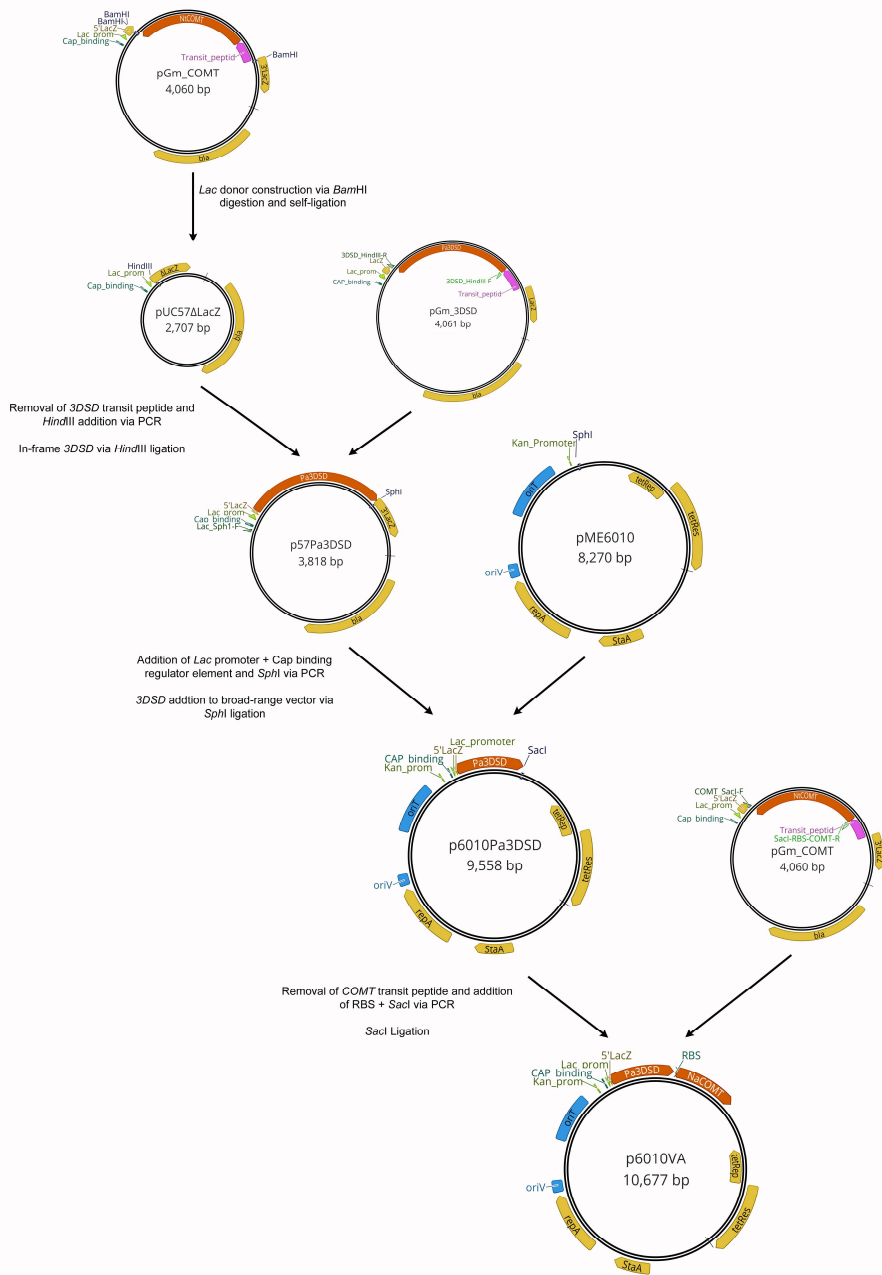 BamHI
BamHI
5'LacZ
Lac_prom
Cap_binding
NtCOMT
Transit_peptid
BamHI
3'LacZ
pGm_COMT
4,060 bp
bla
Lac donor construction via BamHI
digestion and self-ligation
HindIII
Lac_prom
Cap_binding
ΔLacZ
pUC57ΔLacZ
2,707 bp
bla
3DSD_HindIII-R
LacZ
Lac_prom
CAP_binding
Pa3DSD
3DSD_HindIII-F
Transit_peptid
LacZ
pGm_3DSD
4,061 bp
bla
Removal of 3DSD transit peptide and
HindIII addition via PCR
In-frame 3DSD via HindIII ligation
Pa3DSD
SphI
5'LacZ
Lac_prom
Cap_binding
Lac_Sph1-F
3'LacZ
p57Pa3DSD
3,818 bp
bla
Kan_Promoter
SphI
oriT
tetRep
tetRes
pME6010
8,270 bp
oriV
repA
StaA
Addition of Lac promoter + Cap binding
regulator element and SphI via PCR
3DSD addtion to broad-range vector via
SphI ligation
Lac_promoter
5'LacZ
CAP_binding
Kan_prom
Pa3DSD
SacI
oriT
tetRep
tetRes
p6010Pa3DSD
9,558 bp
oriV
repA
StaA
COMT_SacI-F
5'LacZ
Lac_prom
Cap_binding
NtCOMT
Transit_peptid
SacI-RBS-COMT-R
3'LacZ
pGm_COMT
4,060 bp
bla
Removal of COMT transit peptide and addition
of RBS + SacI via PCR
SacI Ligation
5'LacZ
Lac_prom
CAP_binding
Kan_prom
Pa3DSD
RBS
NaCOMT
oriT
tetRep
tetRes
p6010VA
10,677 bp
oriV
repA
StaA